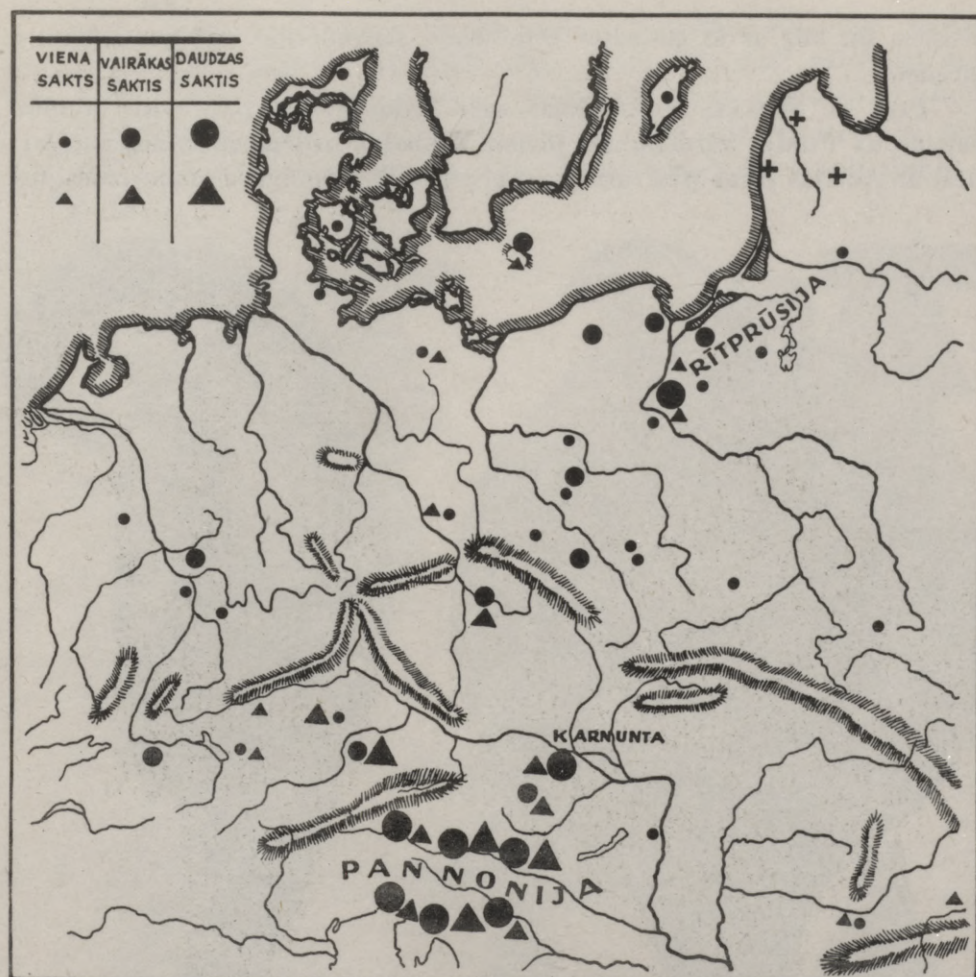 VIENA SAKTS
VAIRĀKAS SAKTIS
DAUDZAS SAKTIS
RĪTPRŪSIJA
KARNUNTA
PANNONIJA